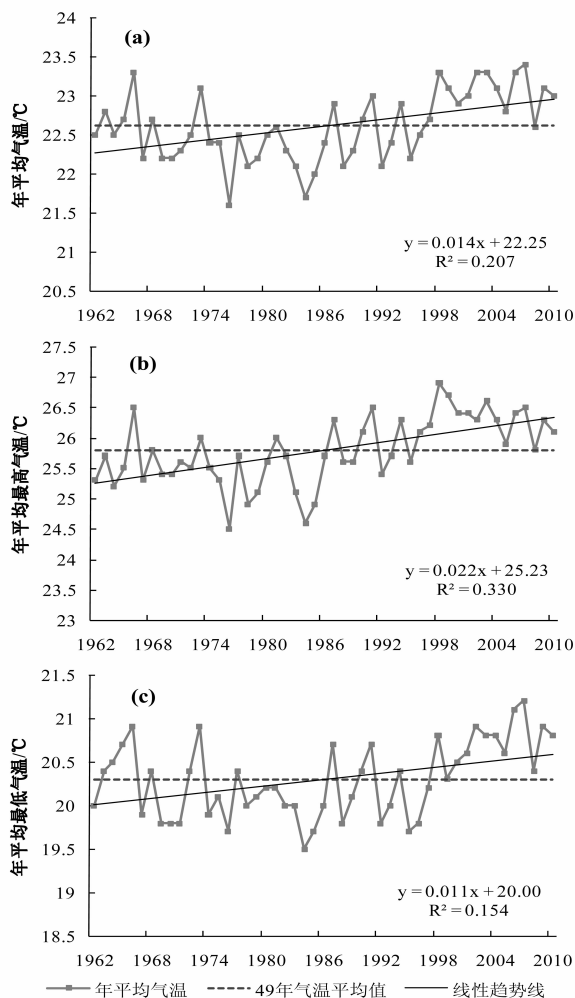 (a)
年平均气温/℃
24
23
22.5
22
21.5
21
20.5
y = 0.014x + 22.25
R² = 0.207
1962 1968 1974 1980 1986 1992 1998 2004 2010
(b)
年平均最高气温/℃
27.5
27
26.5
26
25.5
25
24.5
24
23.5
23
y = 0.022x + 25.23
R² = 0.330
1962 1968 1974 1980 1986 1992 1998 2004 2010
(c)
年平均最低气温/℃
21.5
21
20.5
20
19.5
19
18.5
y = 0.011x + 20.00
R² = 0.154
1962 1968 1974 1980 1986 1992 1998 2004 2010
年平均气温 49年气温平均值 线性趋势线